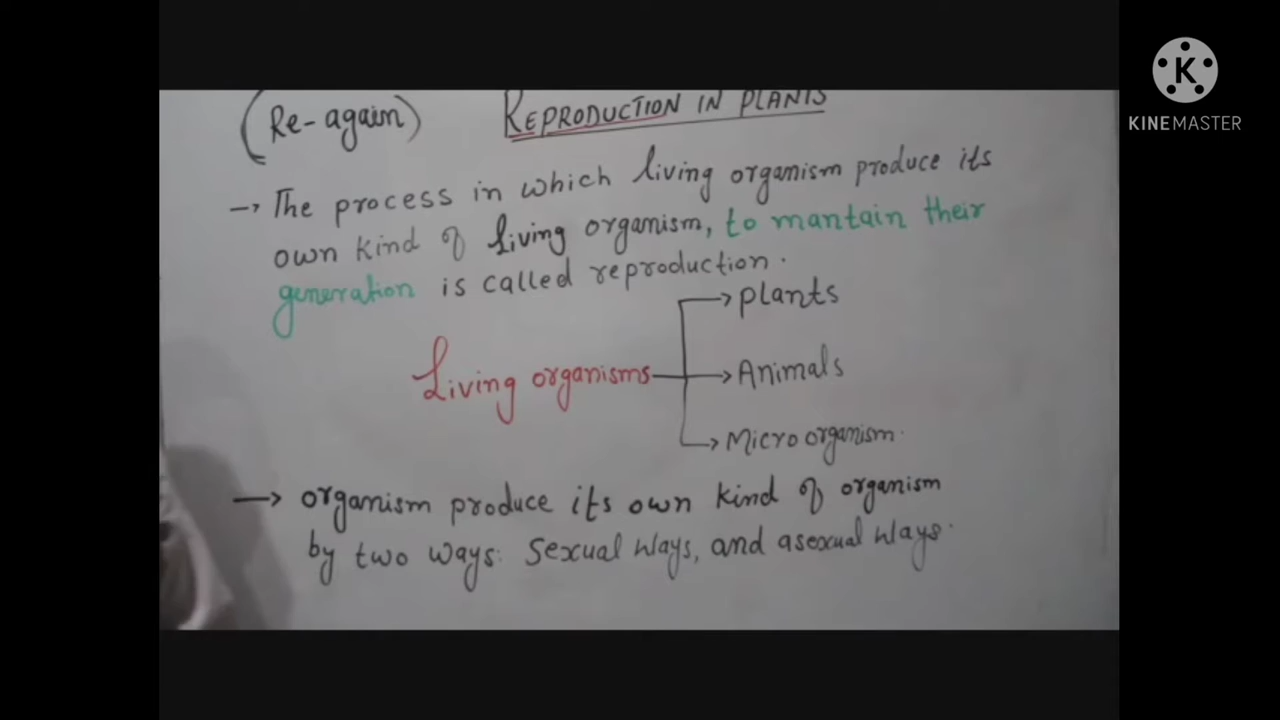 (Re-again) REPRODUCTION IN PLANTS
K
KINEMASTER
→ The process in which living organism produce its
own kind of living organism, to mantain their
generation is called reproduction.
Plants
Living organisms → Animals
Micro organism.
→ organism produce its own kind of organism
by two ways: Sexual ways, and asexual ways.